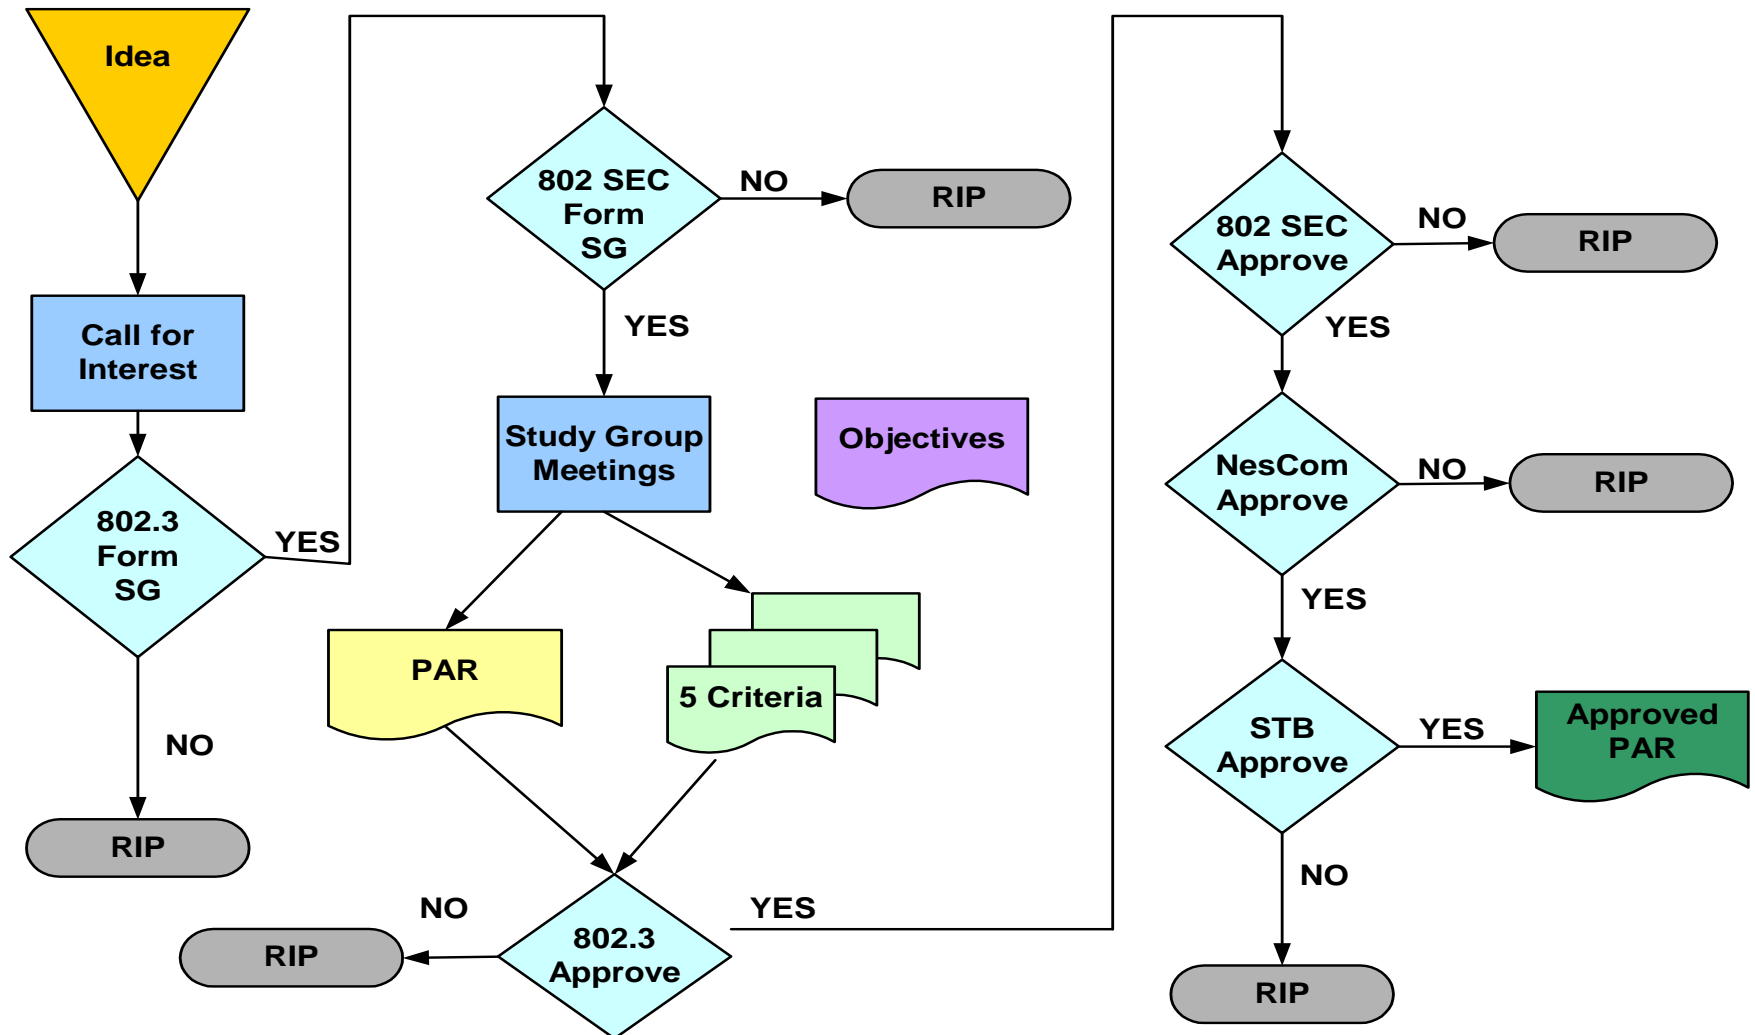 Idea
Call for
Interest
802.3
Form
SG
YES
NO
RIP
802 SEC
Form
SG
NO
RIP
YES
Study Group
Meetings
Objectives
PAR
5 Criteria
802.3
Approve
NO
RIP
YES
802 SEC
Approve
NO
RIP
YES
NesCom
Approve
NO
RIP
YES
STB
Approve
YES
Approved
PAR
NO
RIP